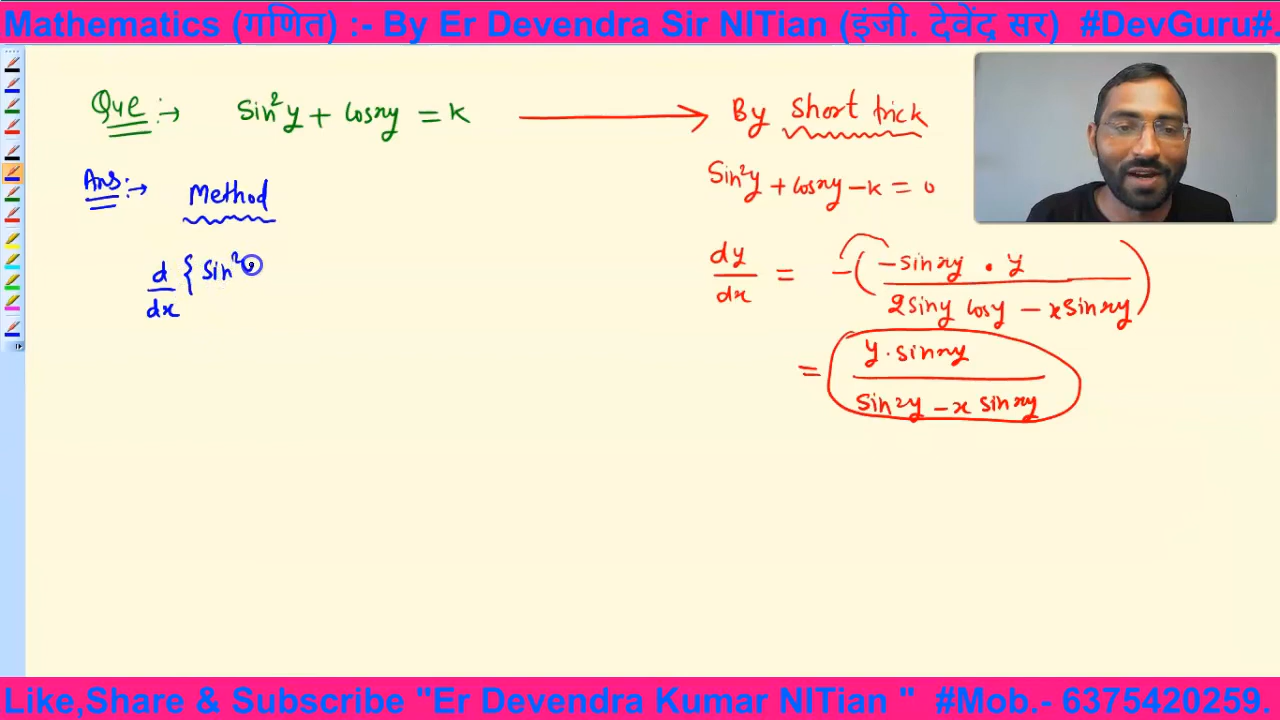 Mathematics (गणित) :- By Er Devendra Sir NITian (इंजी. देवेंद्र सर) #DevGuru#.
Que :→ Sin²y + Cosxy = K → By Short trick
Ans :→ Method
Sin²y + Cosxy - K = 0
d/dx { Sin²
dy/dx = -( -sinxy · y / 2siny cosy - x sinxy )
= y · sinxy / sin2y - x sinxy
Like,Share & Subscribe "Er Devendra Kumar NITian " #Mob.- 6375420259.